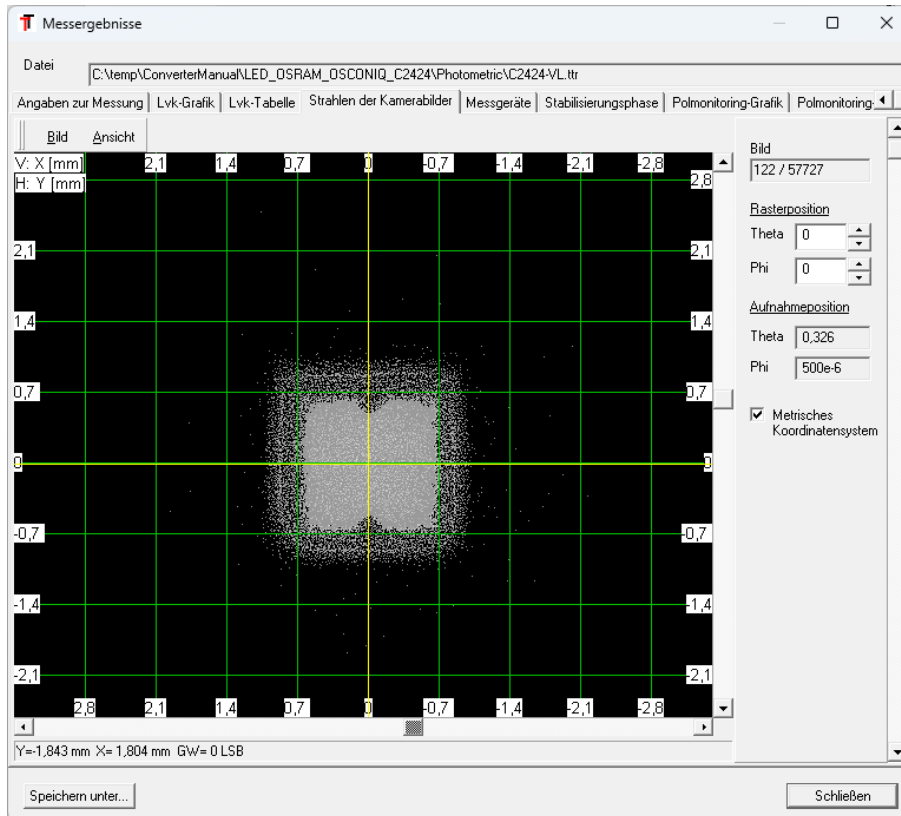 Messergebnisse
Datei
C:\temp\ConverterManual\LED_OSRAM_OSCONIQ_C2424\Photometric\C2424-VL.ttr
Angaben zur Messung Lvk-Grafik Lvk-Tabelle Strahlen der Kamerabilder Messgeräte Stabilisierungsphase Polmonitoring-Grafik Polmonitoring-
Bild Ansicht
V: X [mm] 2,1 1,4 0,7 0 -0,7 -1,4 -2,1 -2,8
H: Y [mm] 2,8
2,1 2,1
1,4 1,4
0,7 0,7
0 0
-0,7 -0,7
-1,4 -1,4
-2,1 -2,1
2,8 2,1 1,4 0,7 0 -0,7 -1,4 -2,1 -2,8
Y=-1,843 mm X= 1,804 mm GW= 0 LSB
Bild
122 / 57727
Rasterposition
Theta 0
Phi 0
Aufnahmeposition
Theta 0,326
Phi 500e-6
Metrisches
Koordinatensystem
Speichern unter... Schließen